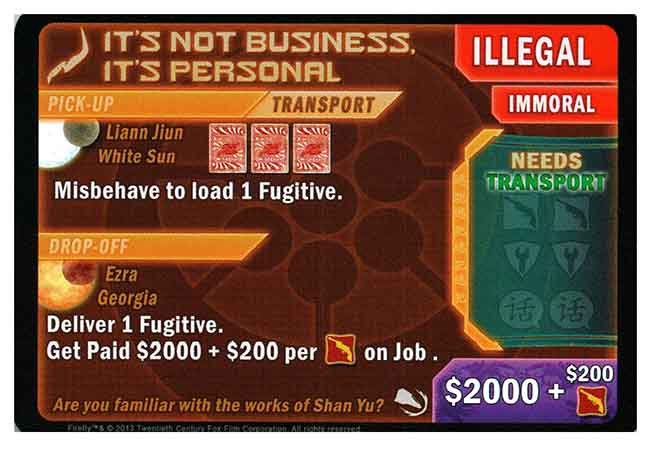 IT'S NOT BUSINESS,
IT'S PERSONAL
ILLEGAL
IMMORAL
PICK-UP
TRANSPORT
Liann Jiun
White Sun
Misbehave to load 1 Fugitive.
NEEDS
TRANSPORT
话 话
DROP-OFF
Ezra
Georgia
Deliver 1 Fugitive.
Get Paid $2000 + $200 per on Job .
$2000 + $200
Are you familiar with the works of Shan Yu?
Firefly™& © 2013 Twentieth Century Fox Film Corporation. All rights reserved.